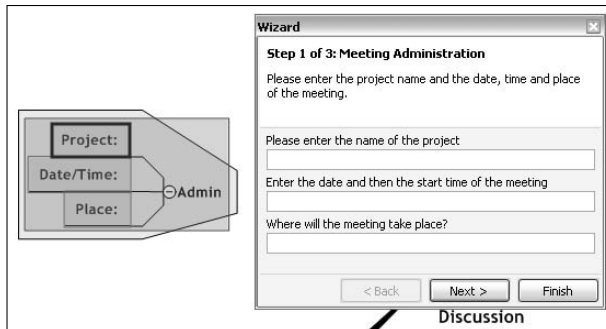 Project:
Date/Time:
Place:
Admin
Wizard
Step 1 of 3: Meeting Administration
Please enter the project name and the date, time and place
of the meeting.
Please enter the name of the project
Enter the date and then the start time of the meeting
Where will the meeting take place?
< Back
Next >
Finish
Discussion